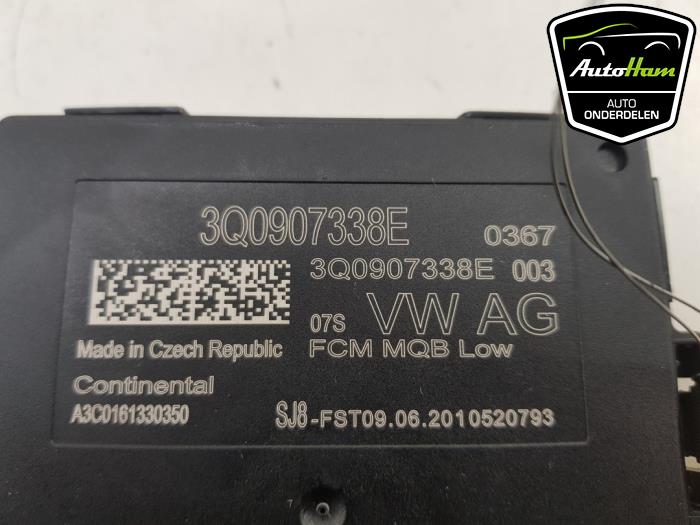 AutoHam
AUTO
ONDERDELEN
3Q0907338E 0367
3Q0907338E 003
07S VW AG
Made in Czech Republic FCM MQB Low
Continental
A3C0161330350 SJ8-FST09.06.2010520793